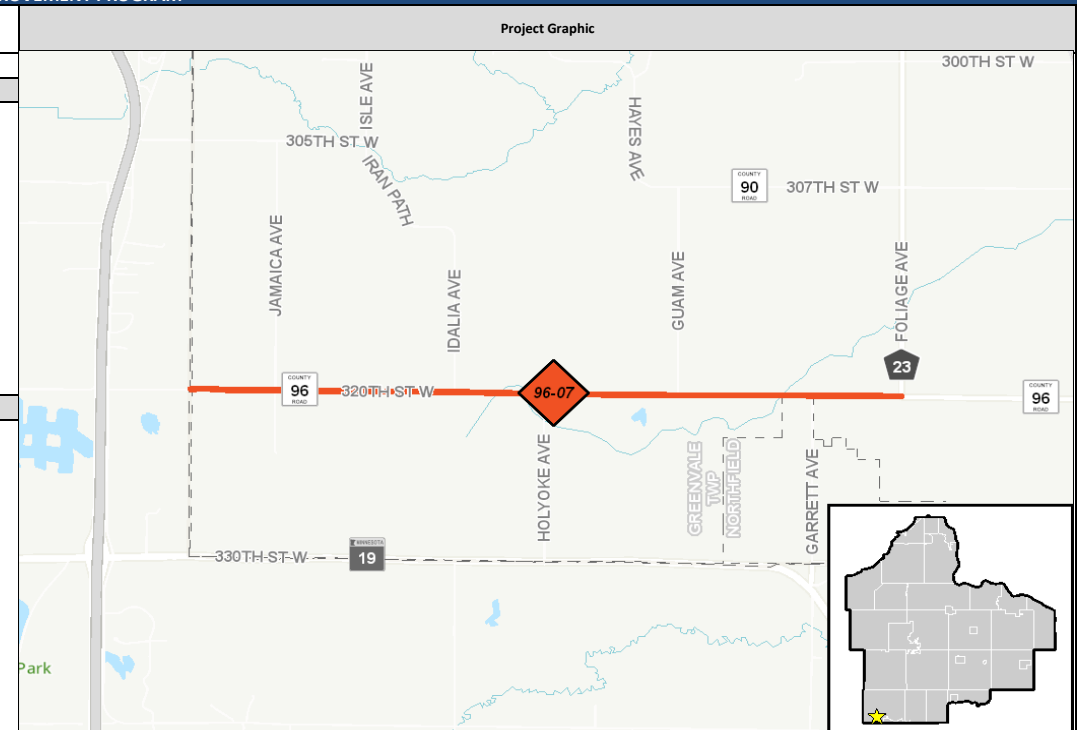 Project Graphic
300TH ST W
ISLE AVE
HAYES AVE
305TH ST W
IRAN PATH
COUNTY
90
ROAD
307TH ST W
JAMAICA AVE
IDALIA AVE
GUAM AVE
FOLIAGE AVE
23
COUNTY
96
ROAD
320TH ST W
96-07
COUNTY
96
ROAD
HOLYOKE AVE
GREENVALE
TWP
NORTHFIELD
GARRETT AVE
330TH ST W
MINNESOTA
19
Park